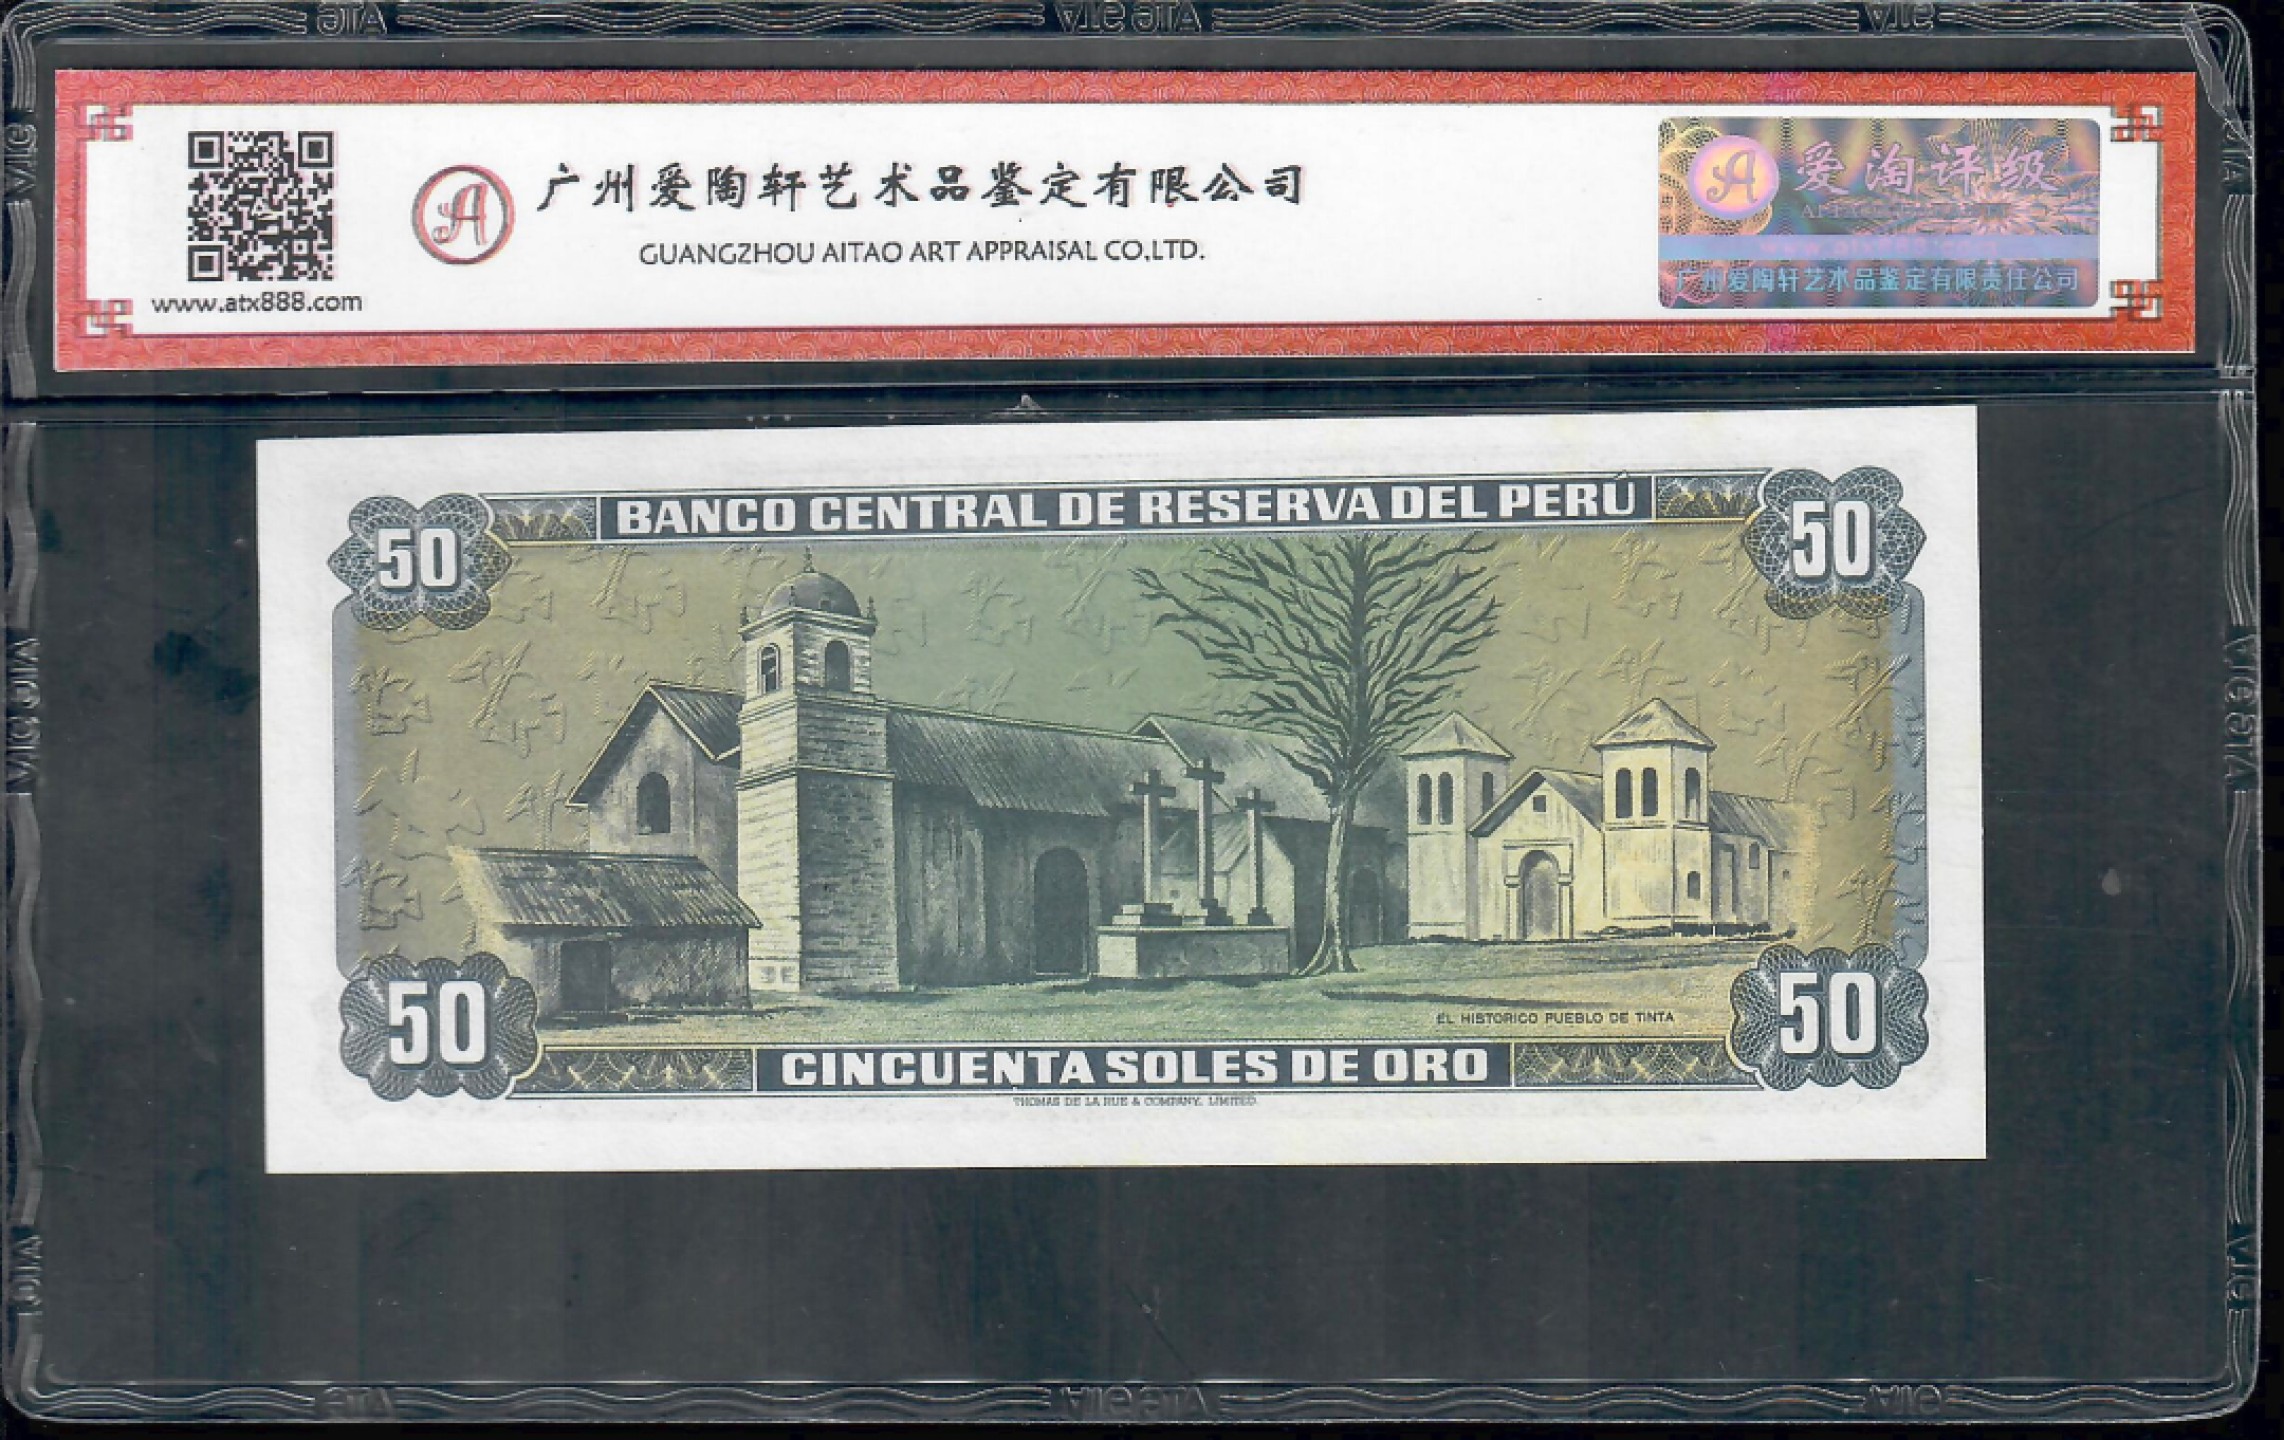 www.atx888.com
A
广州爱陶轩艺术品鉴定有限公司
GUANGZHOU AITAO ART APPRAISAL CO.,LTD.
A
爱淘评级
www.atx888.com
广州爱陶轩艺术品鉴定有限责任公司
50
BANCO CENTRAL DE RESERVA DEL PERÚ
50
EL HISTORICO PUEBLO DE TINTA
50
CINCUENTA SOLES DE ORO
50
THOMAS DE LA RUE & COMPANY, LIMITED.